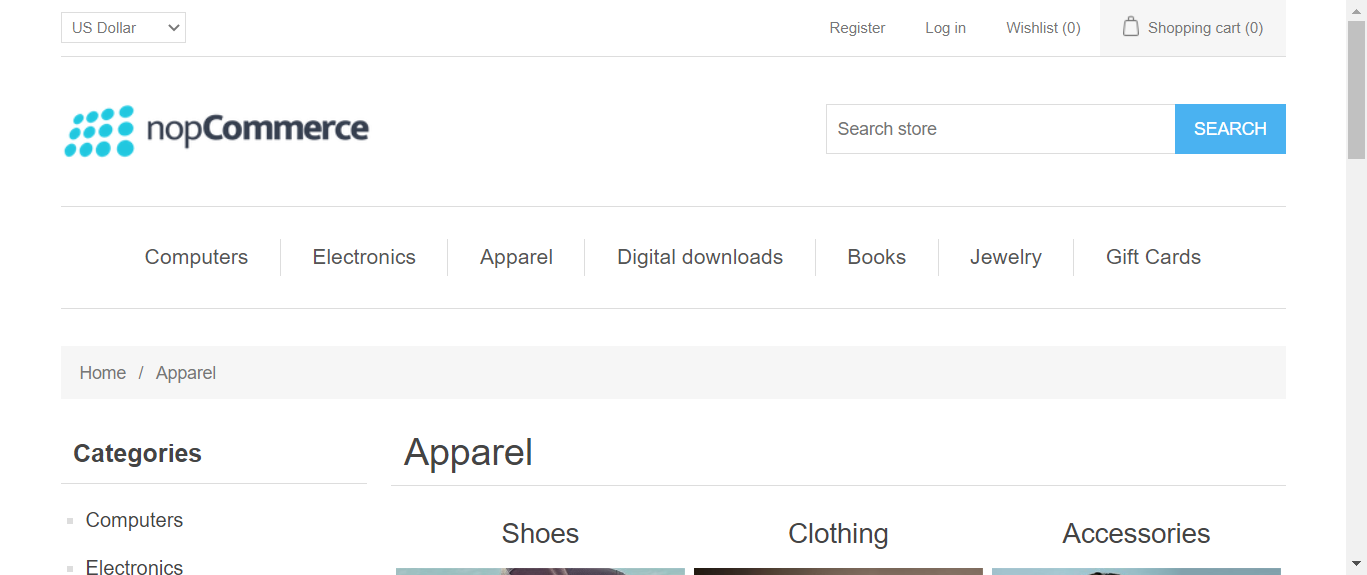 US Dollar Register Log in Wishlist (0) Shopping cart (0)
nopCommerce Search store SEARCH
Computers Electronics Apparel Digital downloads Books Jewelry Gift Cards
Home / Apparel
Categories
Computers
Electronics
Apparel
Shoes Clothing Accessories